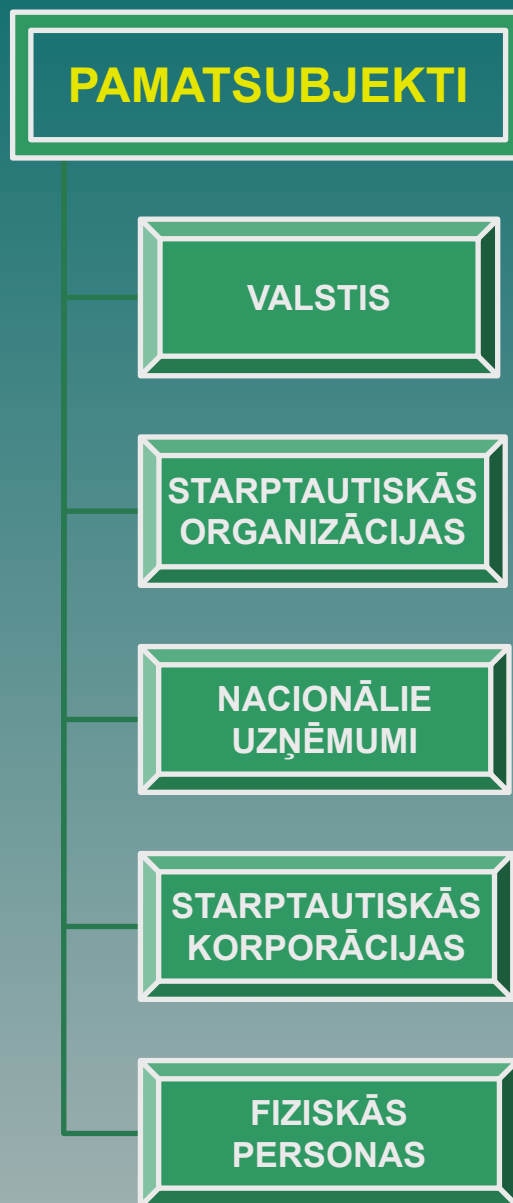 PAMATSUBJEKTI
VALSTIS
STARPTAUTISKĀS
ORGANIZĀCIJAS
NACIONĀLIE
UZŅĒMUMI
STARPTAUTISKĀS
KORPORĀCIJAS
FIZISKĀS
PERSONAS